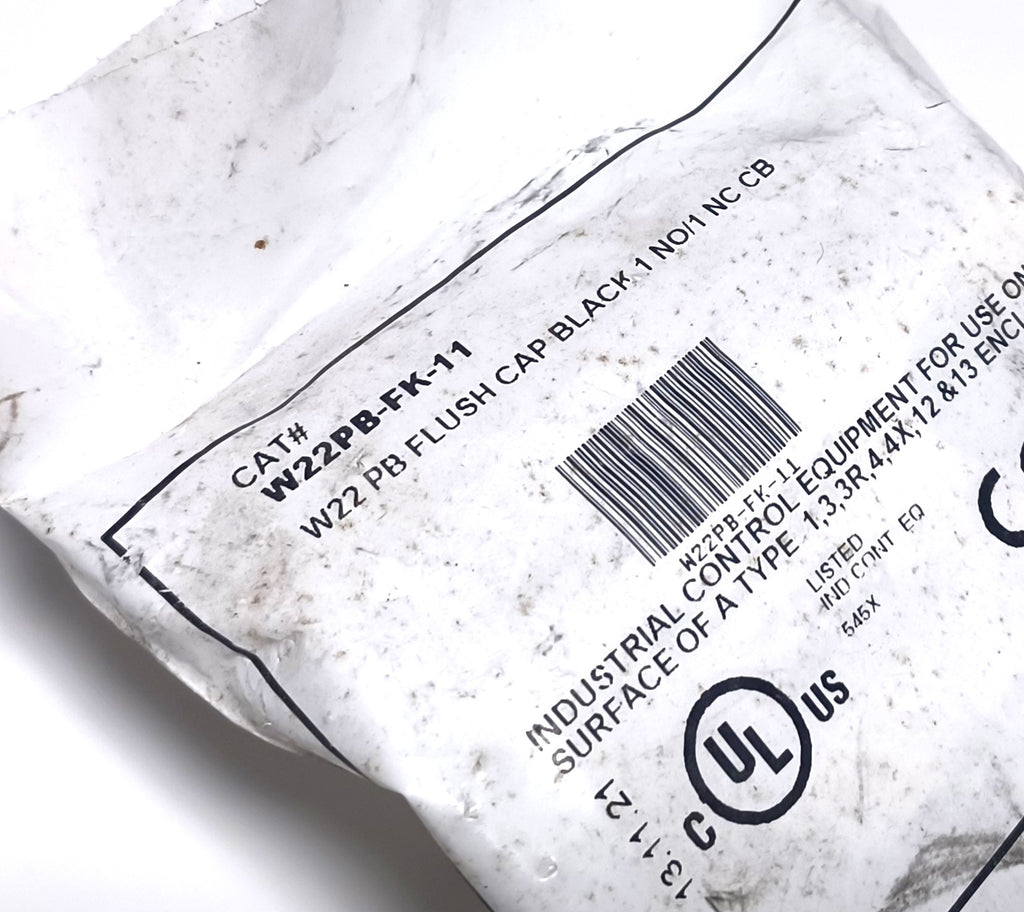 CAT#
W22PB-FK-11
W22 PB FLUSH CAP BLACK 1 NO/1 NC CB
W22PB-FK-11
INDUSTRIAL CONTROL EQUIPMENT FOR USE ON
SURFACE OF A TYPE 1,3,3R,4,4X,12 &13 ENCL
LISTED
IND CONT EQ
545X
C UL US
13.11.21